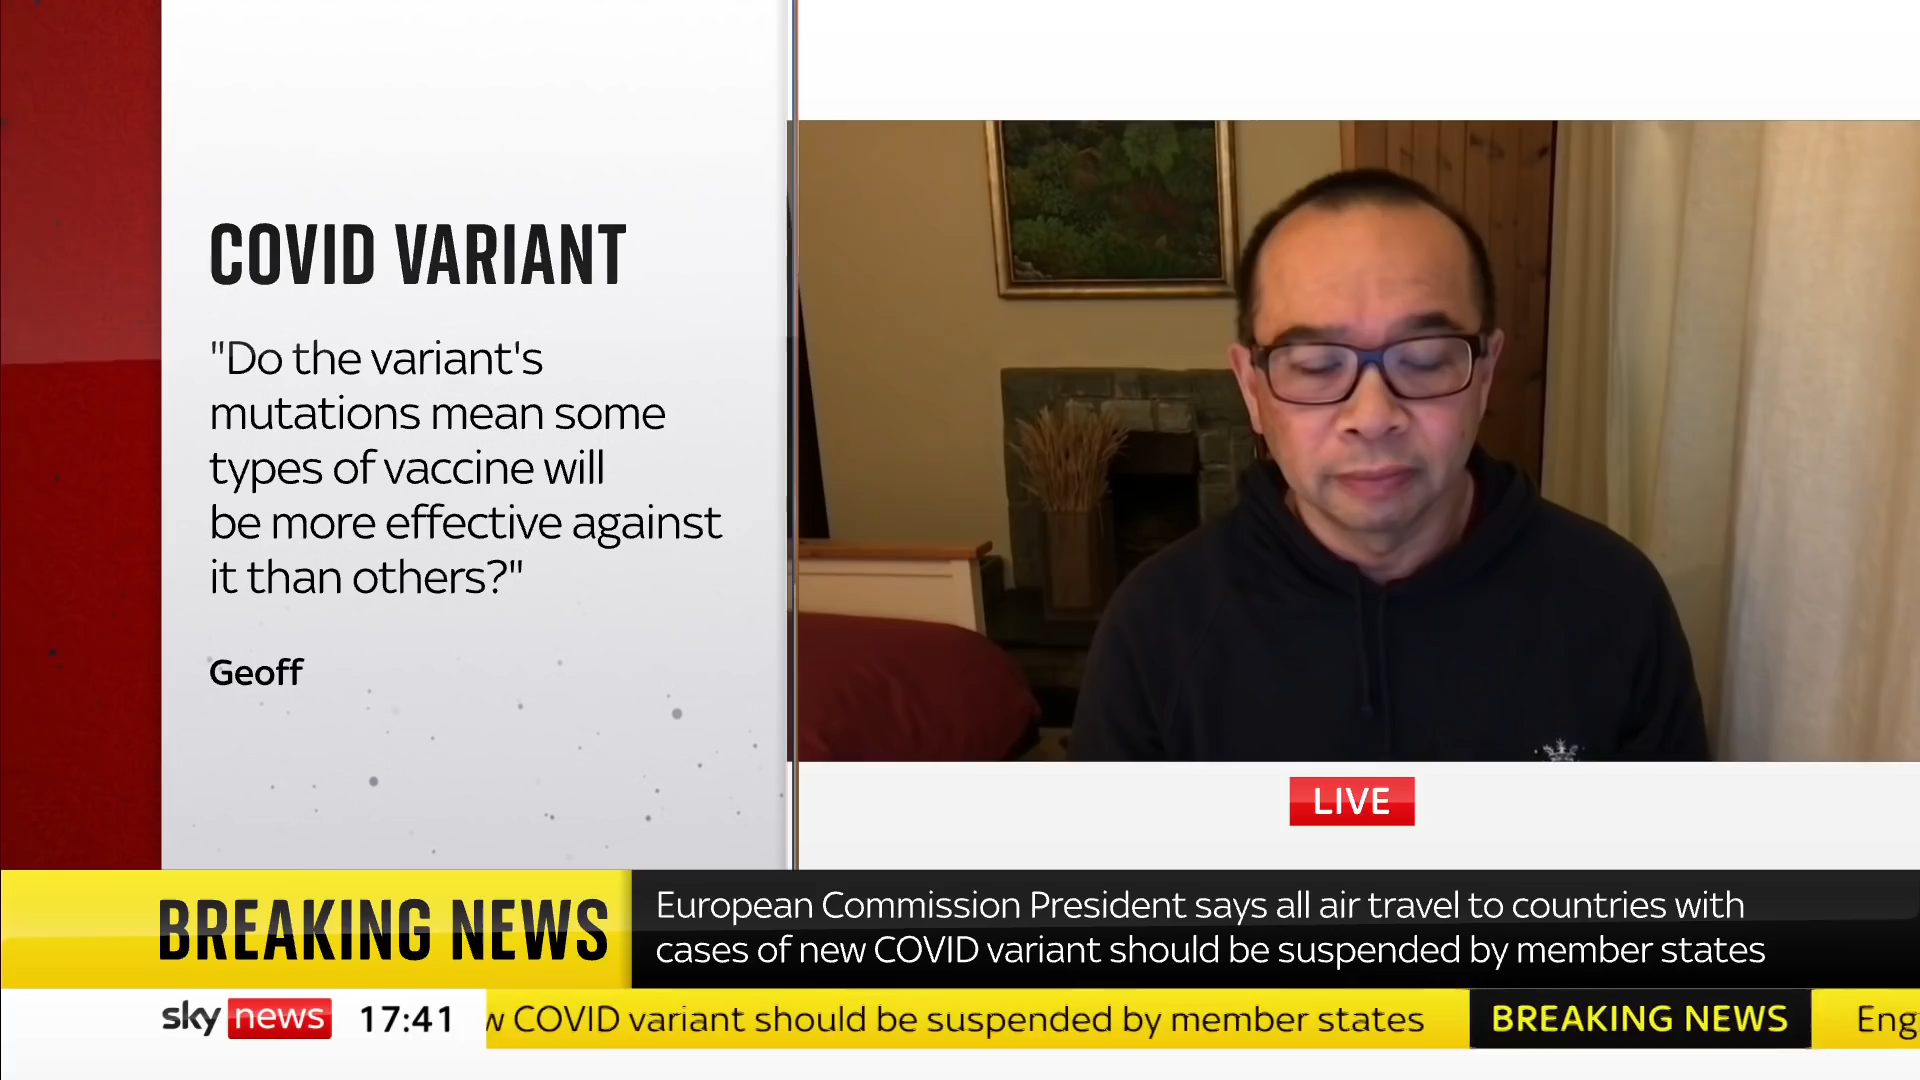 COVID VARIANT
"Do the variant's
mutations mean some
types of vaccine will
be more effective against
it than others?"
Geoff
LIVE
BREAKING NEWS
European Commission President says all air travel to countries with
cases of new COVID variant should be suspended by member states
sky news 17:41 w COVID variant should be suspended by member states BREAKING NEWS Eng